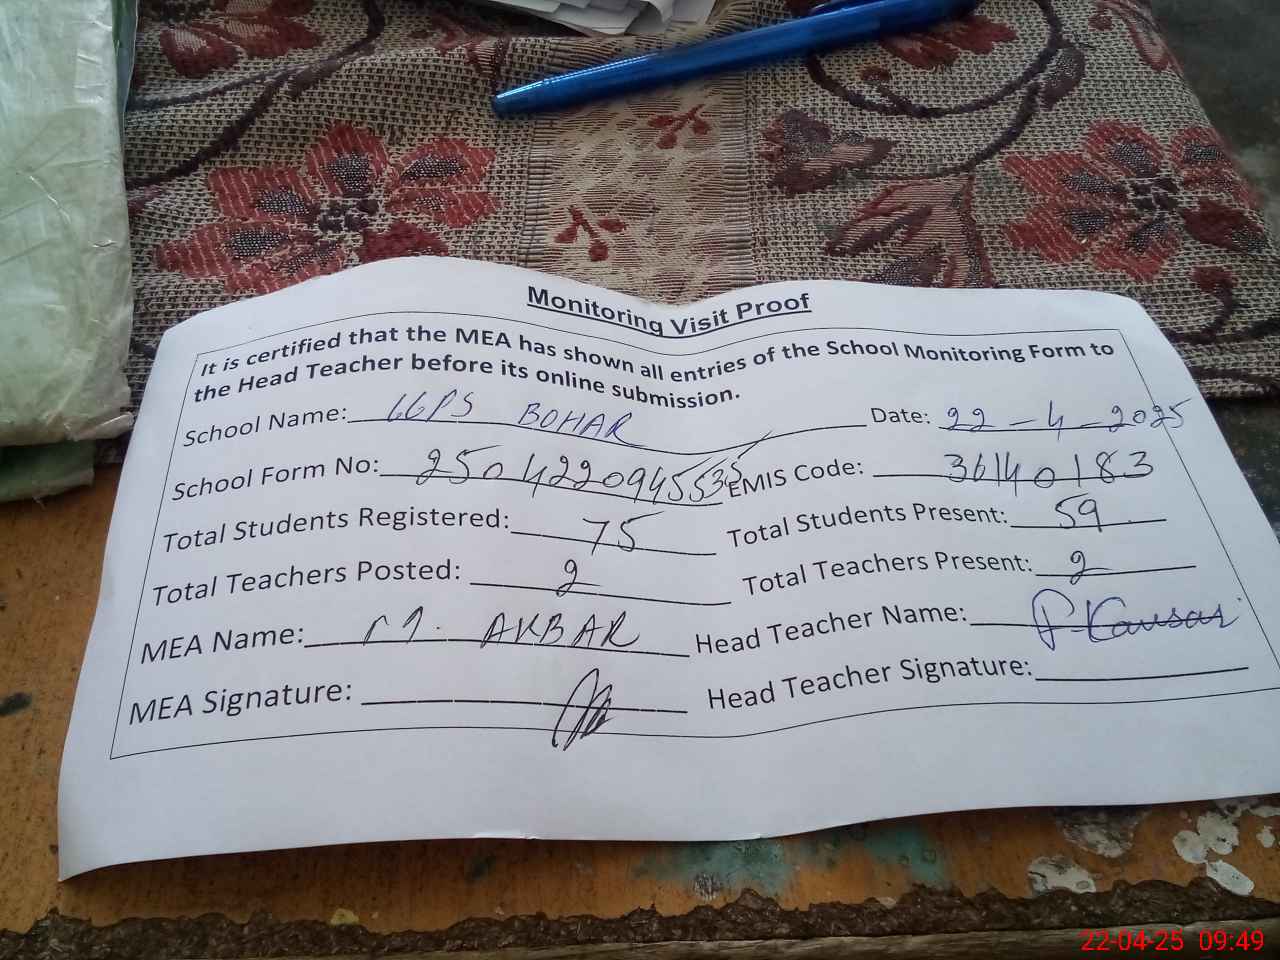 Monitoring Visit Proof
It is certified that the MEA has shown all entries of the School Monitoring Form to
the Head Teacher before its online submission.
School Name: GGPS BOHAR Date: 22-4-2025
School Form No: EMIS Code: 36140183
Total Students Registered: 75 Total Students Present: 59
Total Teachers Posted: 2 Total Teachers Present: 2
MEA Name: M. AKBAR Head Teacher Name: P. Kausar
MEA Signature: Head Teacher Signature:
22-04-25 09:49